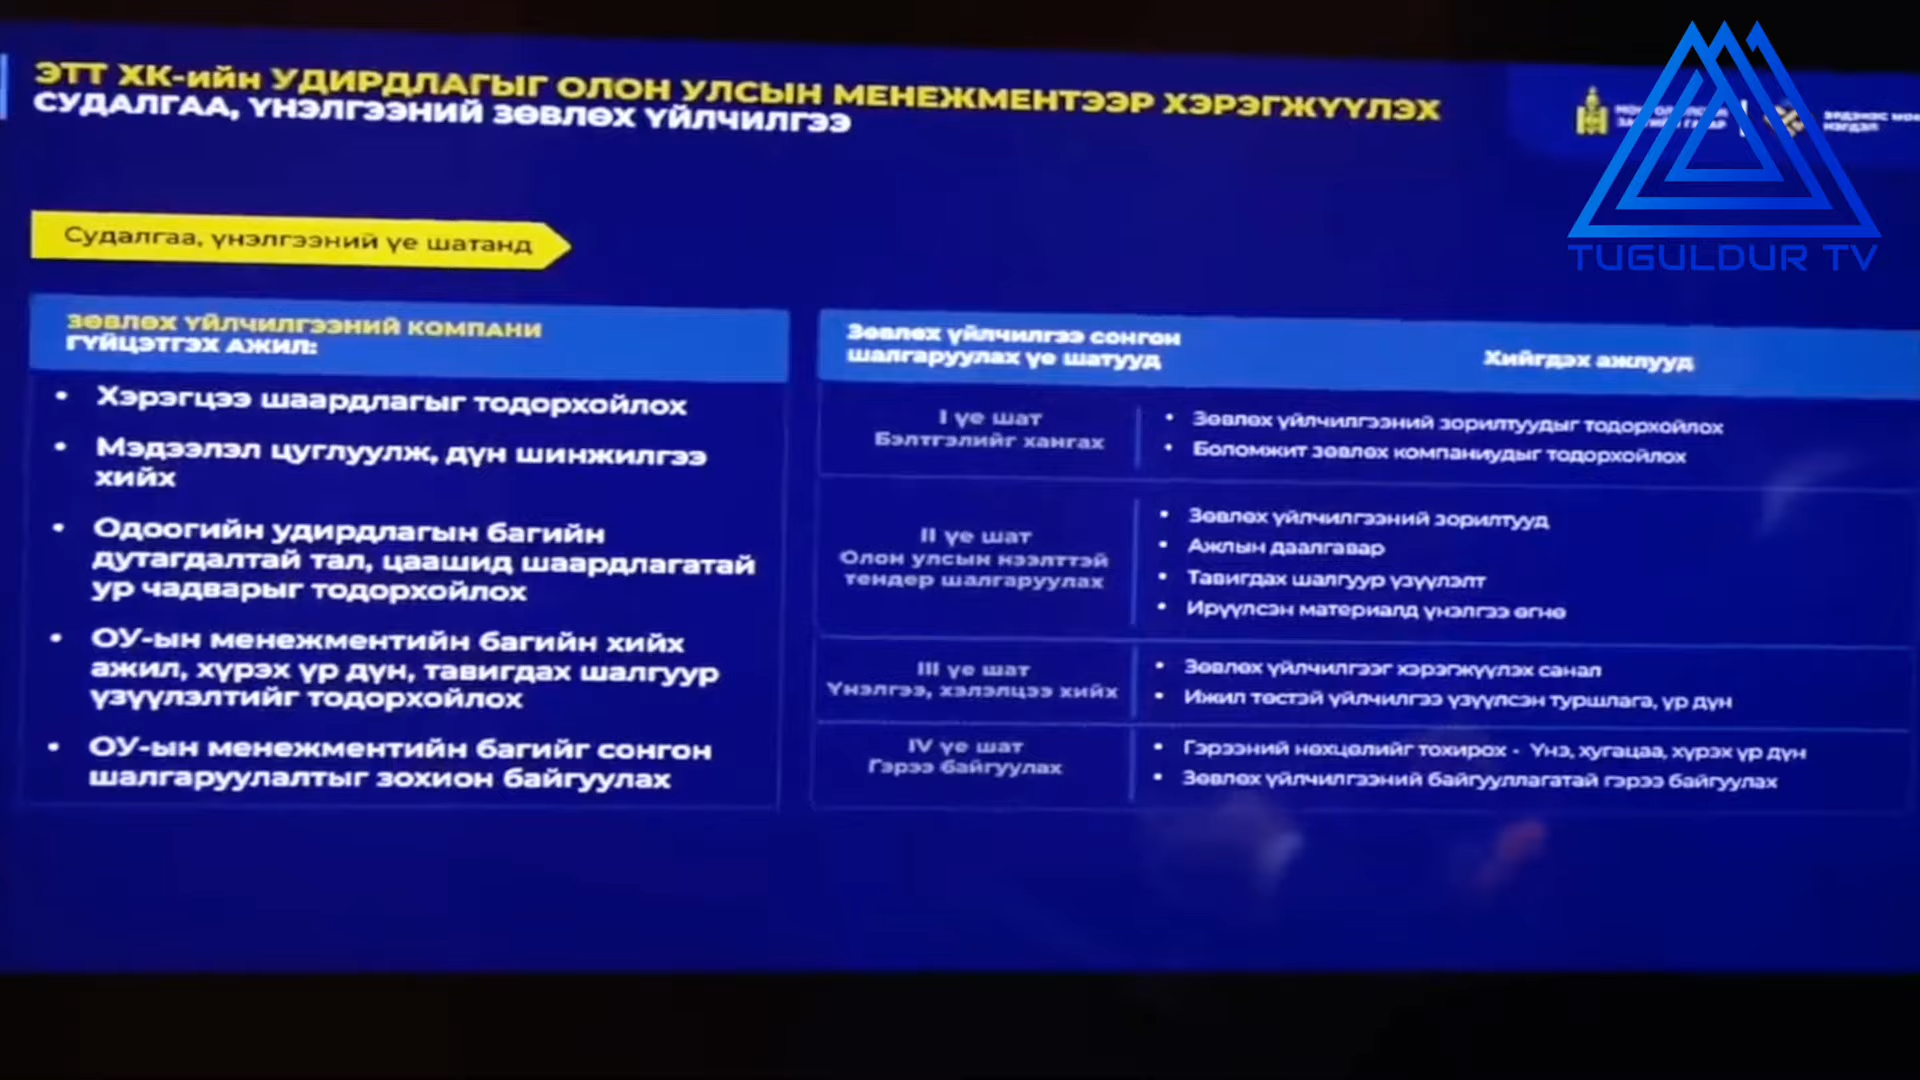 ЭТТ ХК-ийн УДИРДЛАГЫГ ОЛОН УЛСЫН МЕНЕЖМЕНТЭЭР ХЭРЭГЖҮҮЛЭХ
СУДАЛГАА, ҮНЭЛГЭЭНИЙ ЗӨВЛӨХ ҮЙЛЧИЛГЭЭ
TUGULDUR TV
Судалгаа, үнэлгээний үе шатанд
ЗӨВЛӨХ ҮЙЛЧИЛГЭЭНИЙ КОМПАНИ
ГҮЙЦЭТГЭХ АЖИЛ:
• Хэрэгцээ шаардлагыг тодорхойлох
• Мэдээлэл цуглуулж, дүн шинжилгээ
хийх
• Одоогийн удирдлагын багийн
дутагдалтай тал, цаашид шаардлагатай
ур чадварыг тодорхойлох
• ОУ-ын менежментийн багийн хийх
ажил, хүрэх үр дүн, тавигдах шалгуур
үзүүлэлтийг тодорхойлох
• ОУ-ын менежментийн багийг сонгон
шалгаруулалтыг зохион байгуулах
Зөвлөх үйлчилгээ сонгон
шалгаруулах үе шатууд
Хийгдэх ажлууд
I үе шат
Бэлтгэлийг хангах
• Зөвлөх үйлчилгээний зорилтуудыг тодорхойлох
• Боломжит зөвлөх компаниудыг тодорхойлох
II үе шат
Олон улсын нээлттэй
тендер шалгаруулах
• Зөвлөх үйлчилгээний зорилтууд
• Ажлын даалгавар
• Тавигдах шалгуур үзүүлэлт
• Ирүүлсэн материалд үнэлгээ өгнө
III үе шат
Үнэлгээ, хэлэлцээ хийх
• Зөвлөх үйлчилгээг хэрэгжүүлэх санал
• Ижил төстэй үйлчилгээ үзүүлсэн туршлага, үр дүн
IV үе шат
Гэрээ байгуулах
• Гэрээний нөхцөлийг тохирох - Үнэ, хугацаа, хүрэх үр дүн
• Зөвлөх үйлчилгээний байгууллагатай гэрээ байгуулах